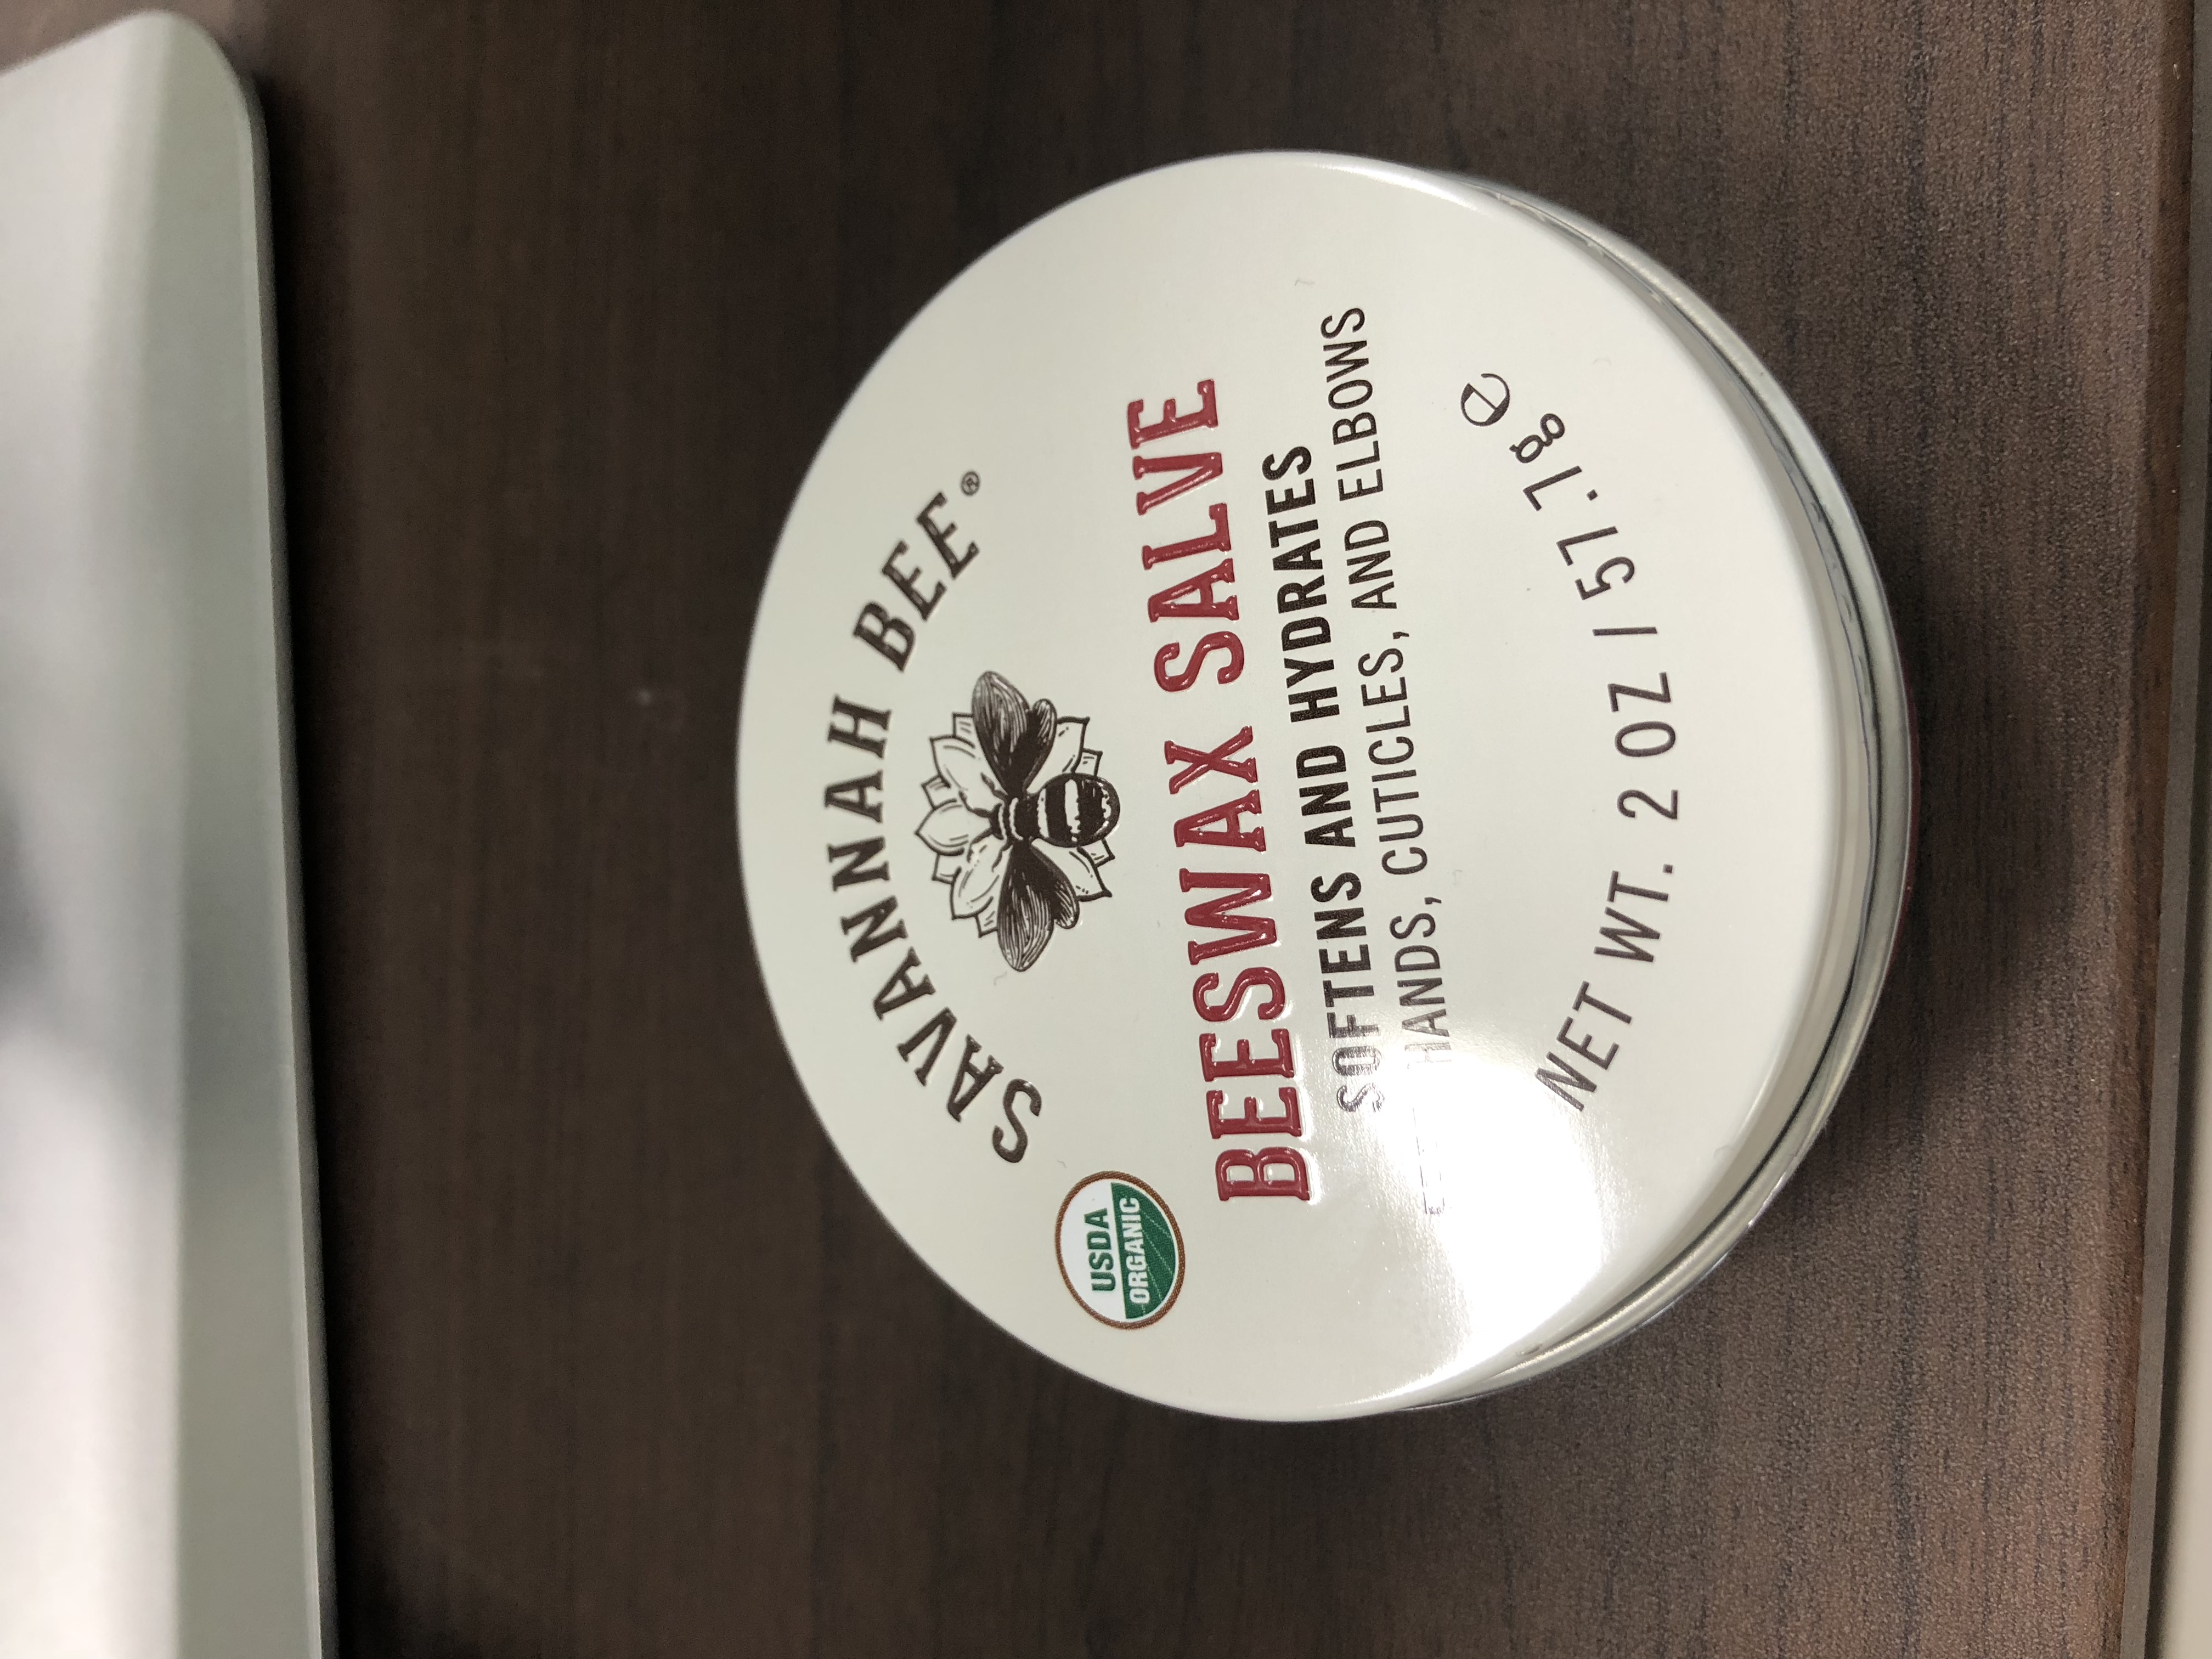 SAVANNAH BEE®
USDA
ORGANIC
BEESWAX SALVE
SOFTENS AND HYDRATES
HANDS, CUTICLES, AND ELBOWS
NET WT. 2 OZ / 57.1g ℮